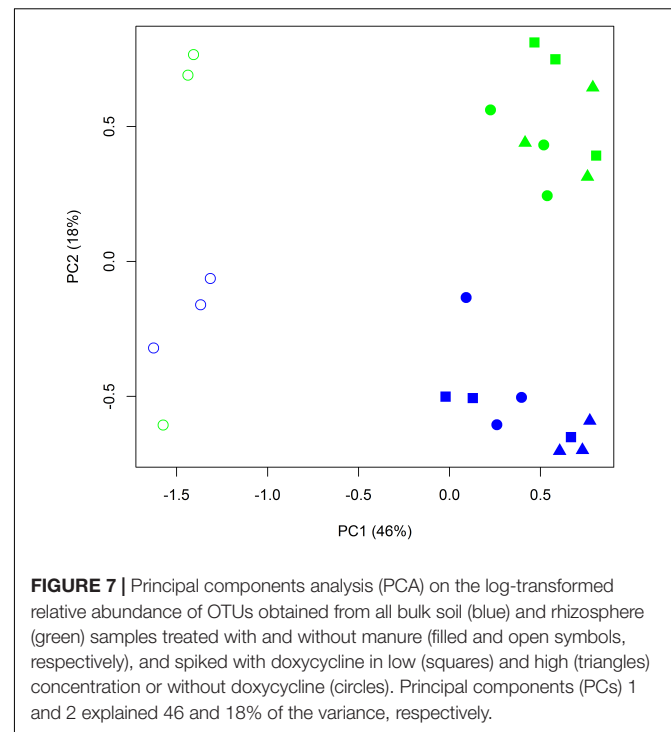 0.5
0.0
-0.5
PC2 (18%)
-1.5 -1.0 -0.5 0.0 0.5
PC1 (46%)
FIGURE 7 | Principal components analysis (PCA) on the log-transformed
relative abundance of OTUs obtained from all bulk soil (blue) and rhizosphere
(green) samples treated with and without manure (filled and open symbols,
respectively), and spiked with doxycycline in low (squares) and high (triangles)
concentration or without doxycycline (circles). Principal components (PCs) 1
and 2 explained 46 and 18% of the variance, respectively.